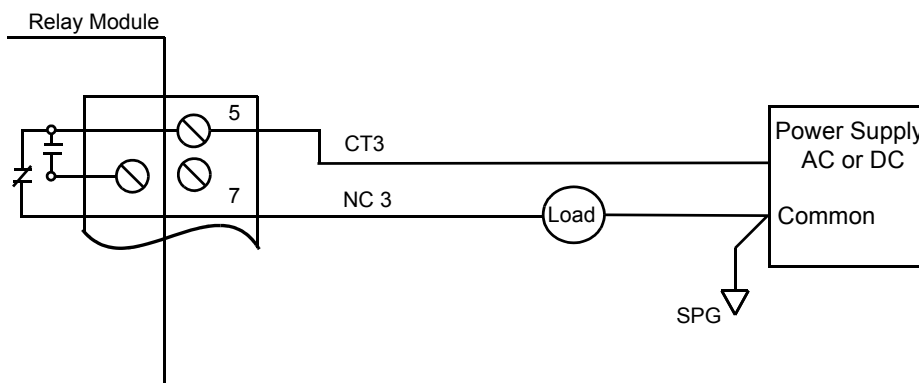 Relay Module
5
CT3
Power Supply
AC or DC
7
NC 3
Load
Common
SPG